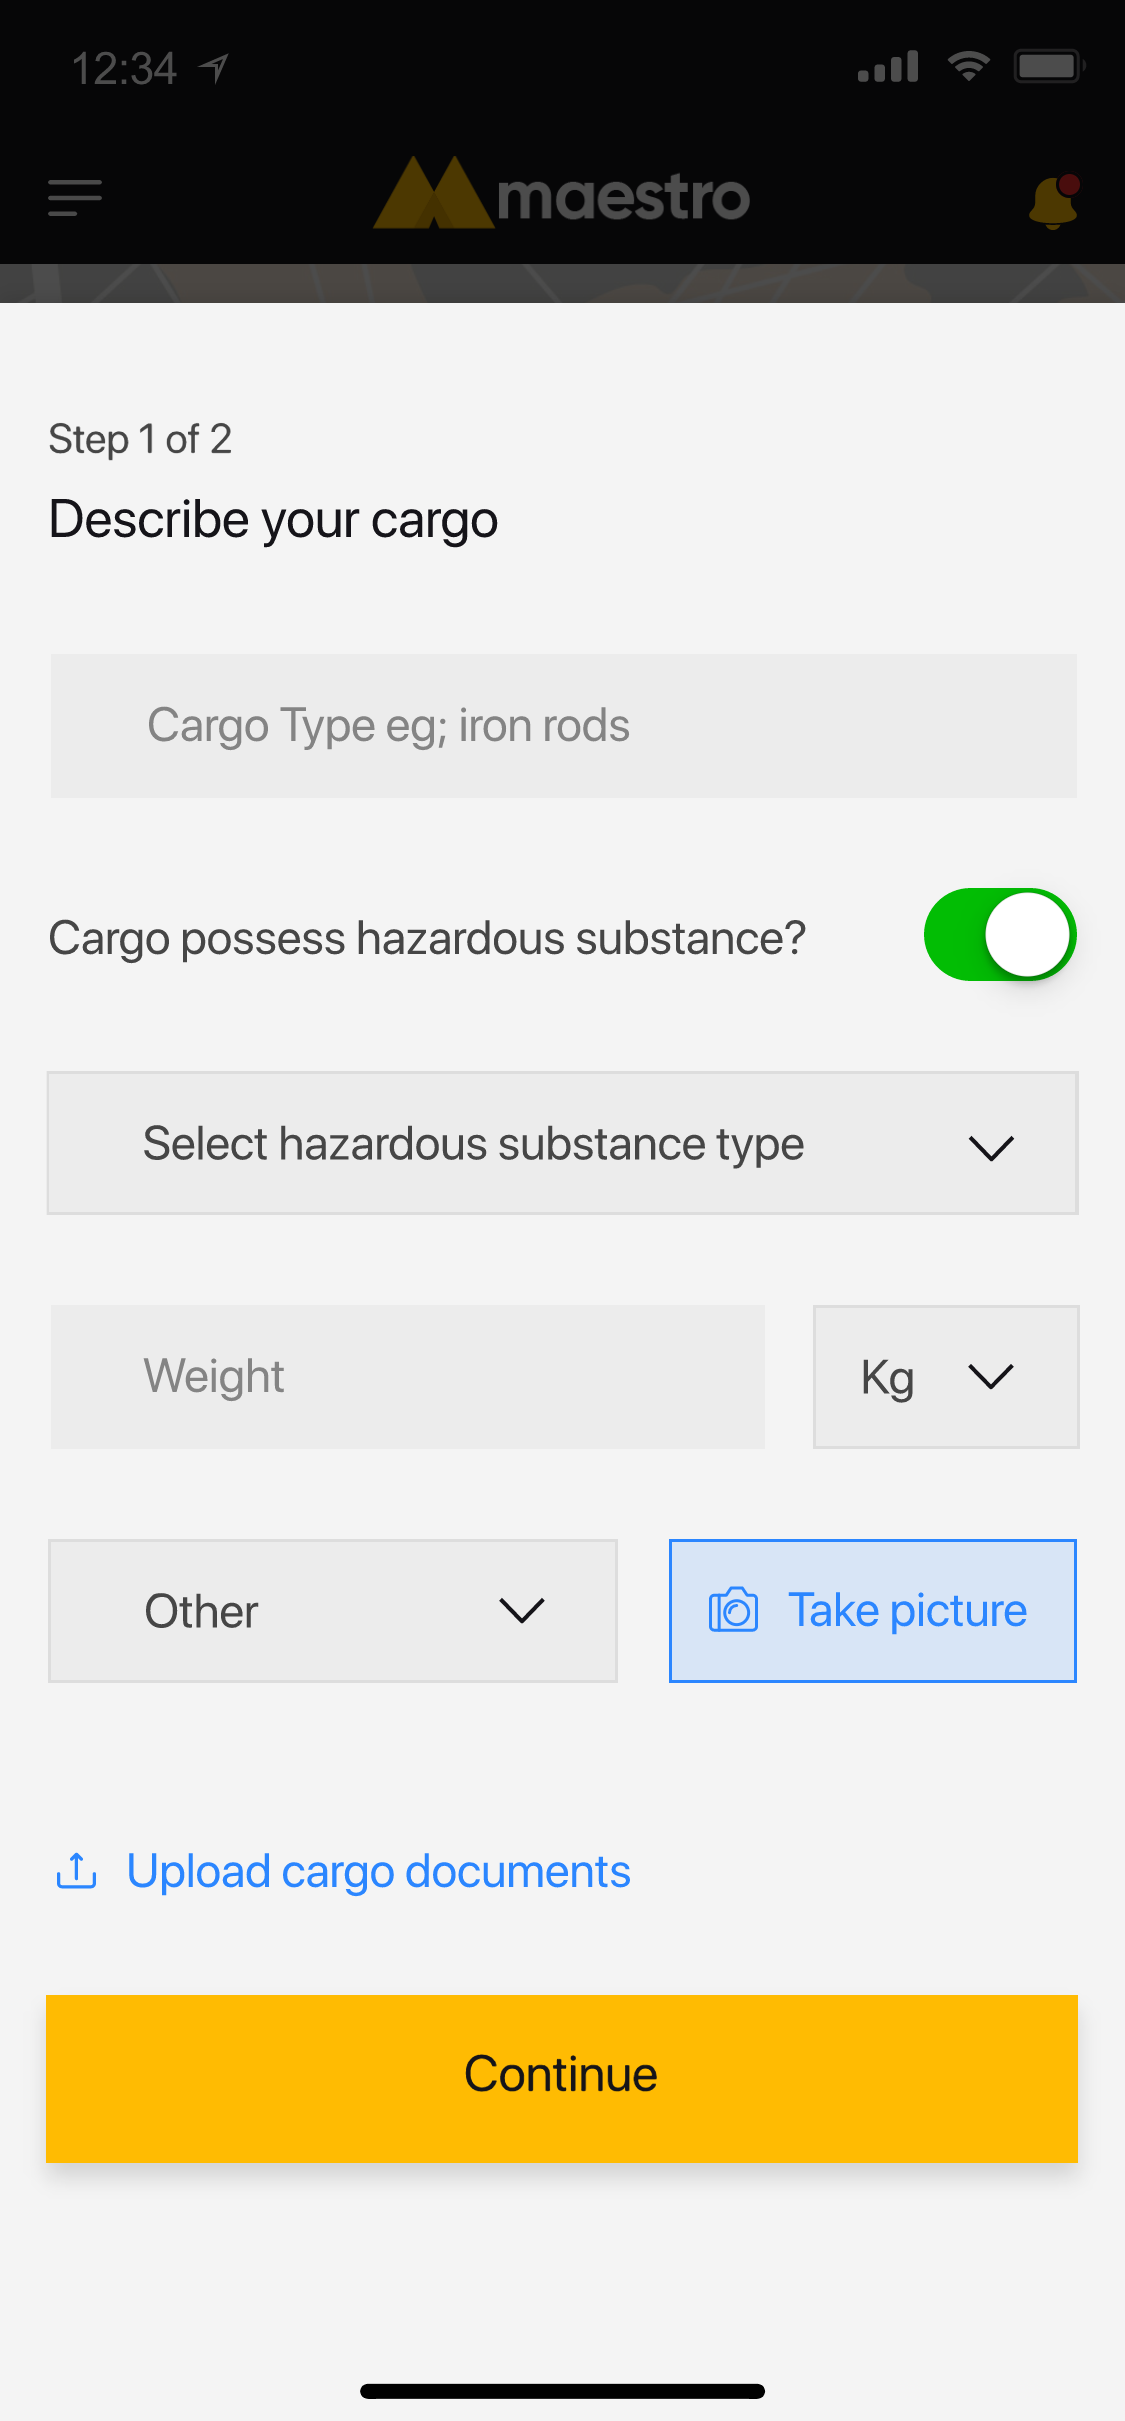 12:34
maestro
Step 1 of 2
Describe your cargo
Cargo Type eg; iron rods
Cargo possess hazardous substance?
Select hazardous substance type
Weight
Kg
Other
Take picture
Upload cargo documents
Continue